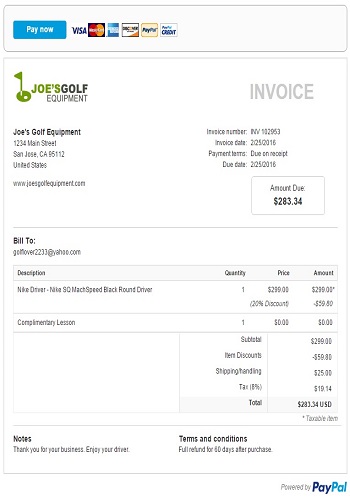 Pay now VISA MasterCard AMERICAN EXPRESS DISCOVER PayPal PayPal CREDIT
JOE'SGOLF
EQUIPMENT
INVOICE
Joe's Golf Equipment
1234 Main Street
San Jose, CA 95112
United States
www.joesgolfequipment.com
Invoice number: INV 102953
Invoice date: 2/25/2016
Payment terms: Due on receipt
Due date: 2/25/2016
Amount Due:
$283.34
Bill To:
golflover2233@yahoo.com
Description Quantity Price Amount
Nike Driver - Nike SQ MachSpeed Black Round Driver 1 $299.00 $299.00*
(20% Discount) -$59.80
Complimentary Lesson 1 $0.00 $0.00
Subtotal $299.00
Item Discounts -$59.80
Shipping/handling $25.00
Tax (8%) $19.14
Total $283.34 USD
* Taxable item
Notes
Thank you for your business. Enjoy your driver.
Terms and conditions
Full refund for 60 days after purchase.
Powered by PayPal